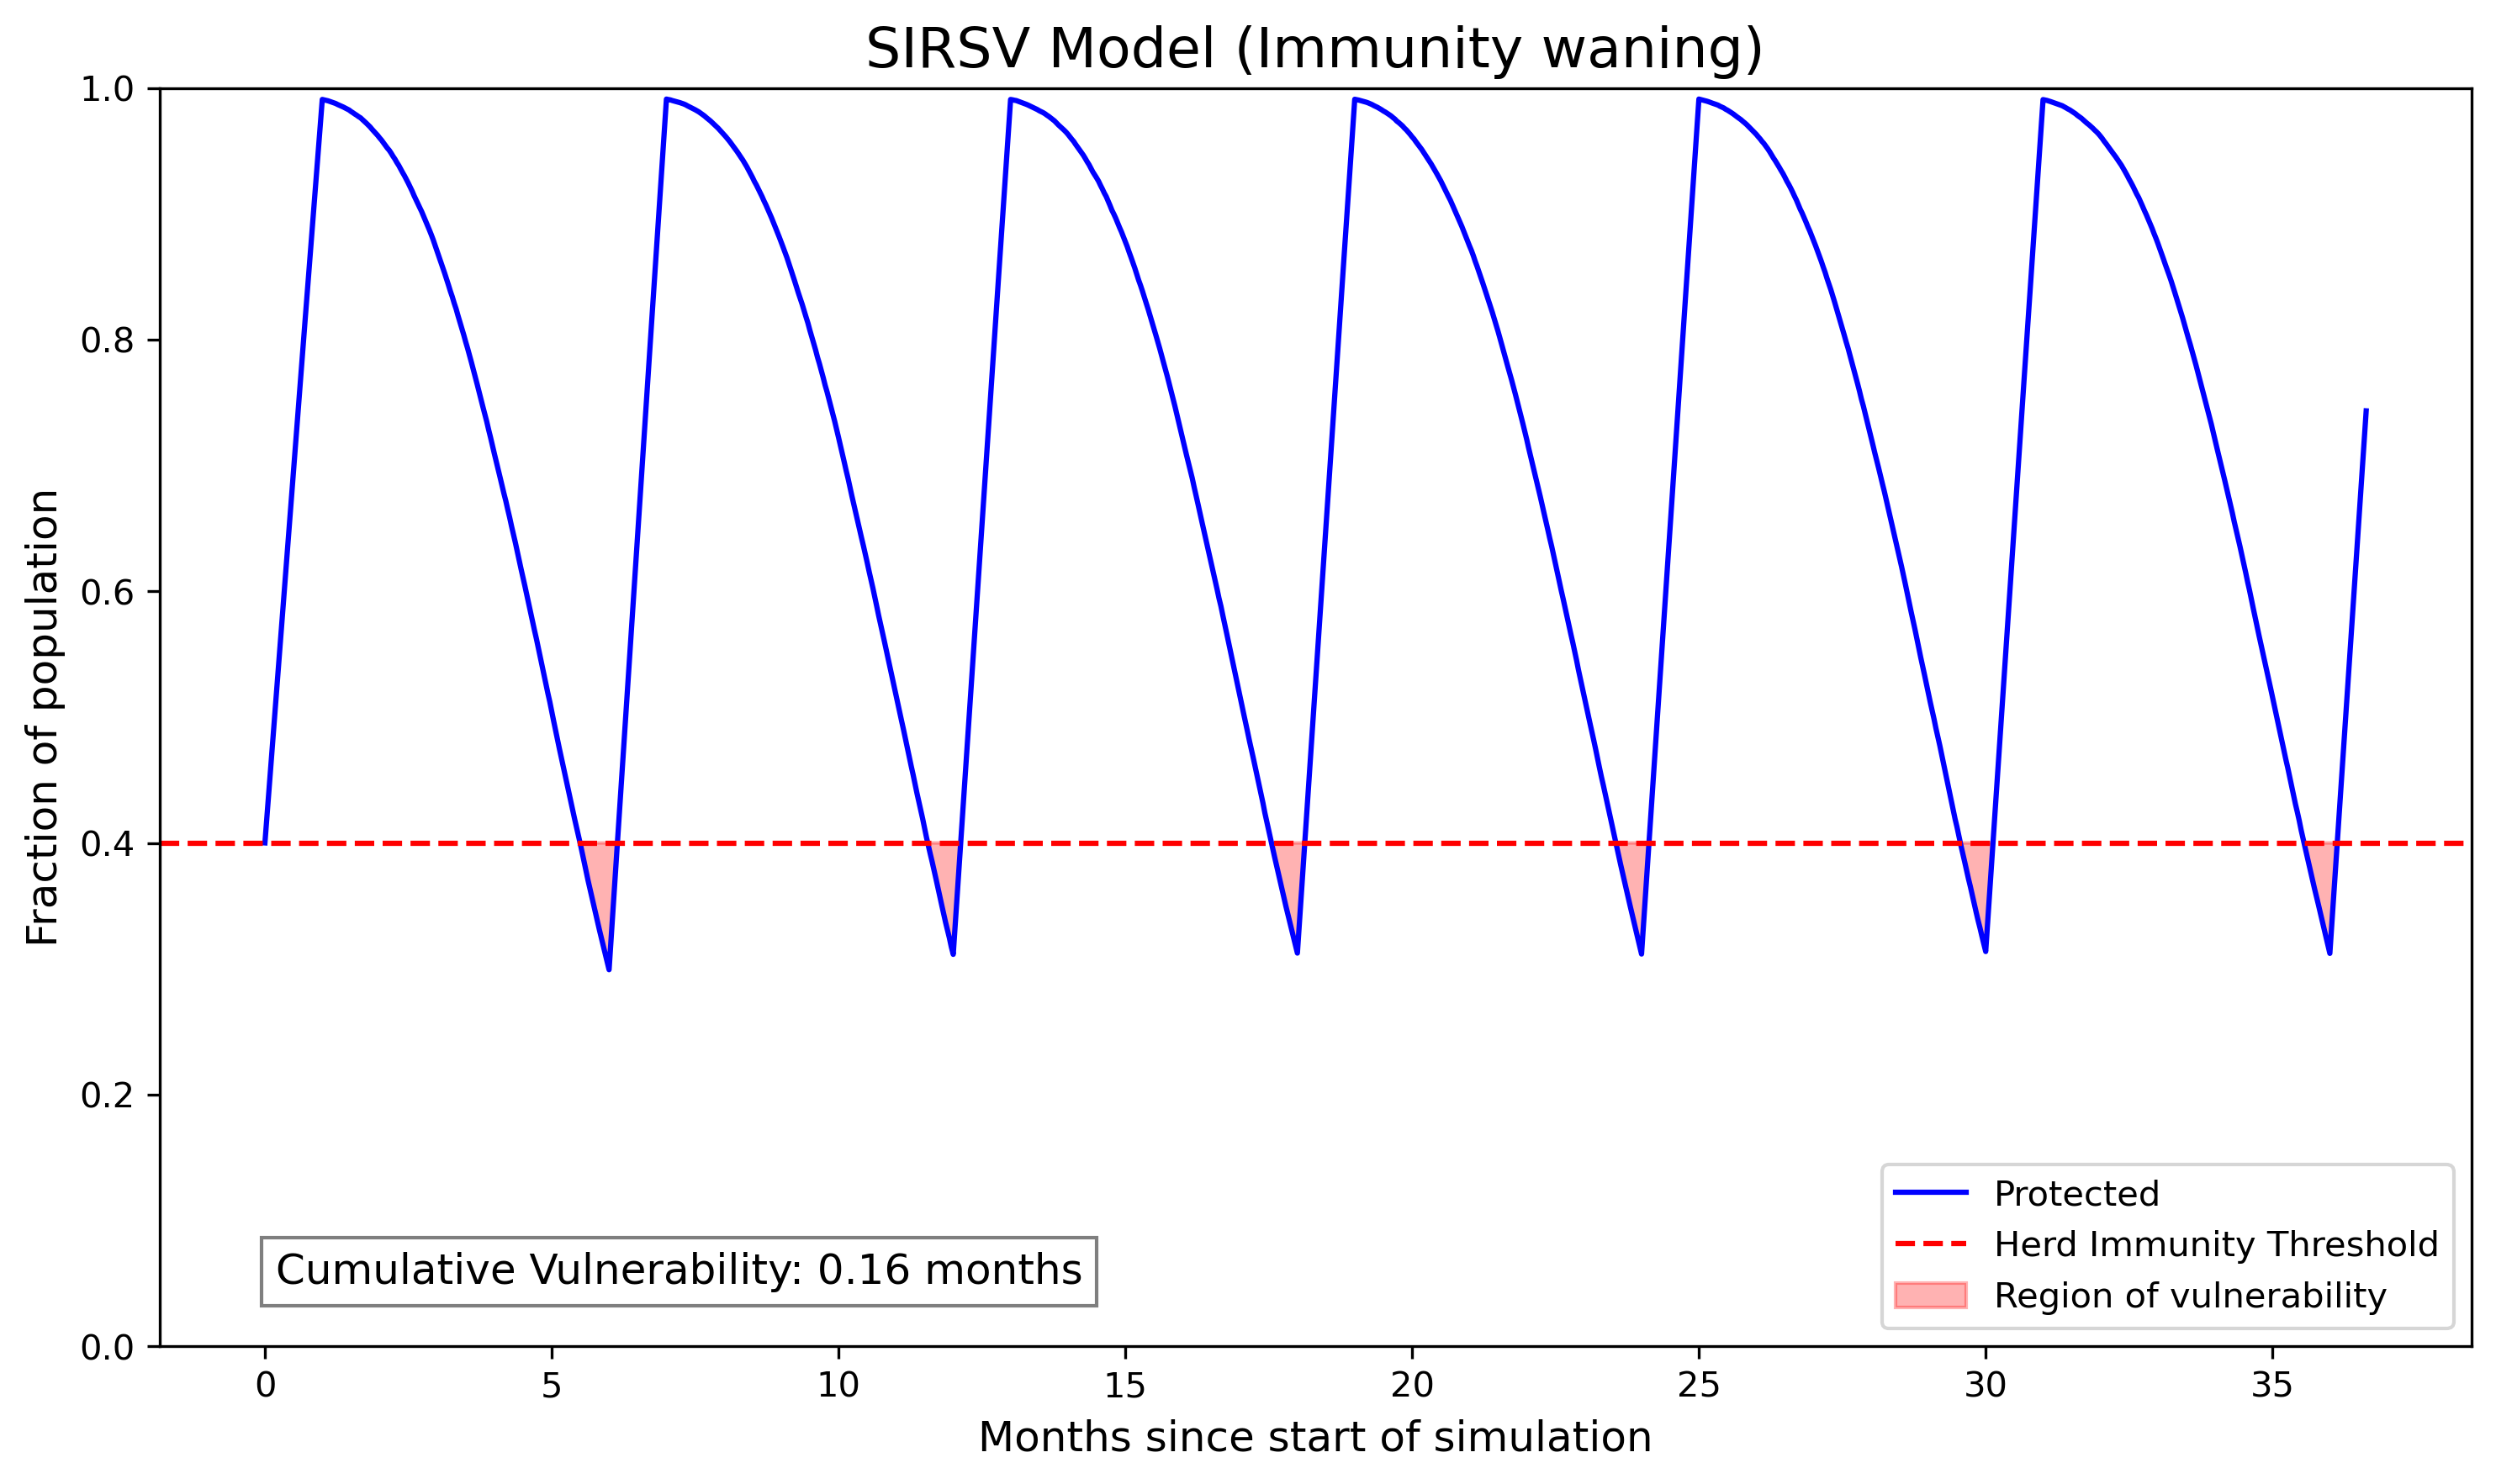 SIRSV Model (Immunity waning)
Fraction of population
1.0
0.8
0.6
0.4
0.2
0.0
Cumulative Vulnerability: 0.16 months
Protected
Herd Immunity Threshold
Region of vulnerability
0 5 10 15 20 25 30 35
Months since start of simulation